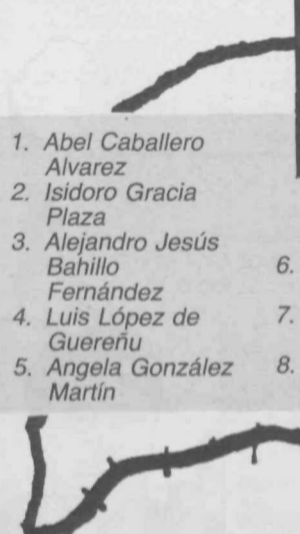 1. Abel Caballero
Alvarez
2. Isidoro Gracia
Plaza
3. Alejandro Jesús
Bahillo
Fernández
4. Luis López de
Guereñu
5. Angela González
Martín
6.
7.
8.